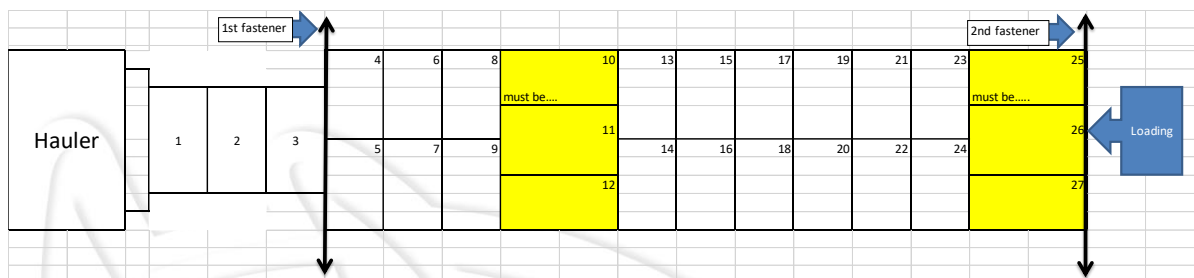 1st fastener
2nd fastener
4 6 8 10 13 15 17 19 21 23 25
must be.... must be.....
Hauler 1 2 3 11 26 Loading
5 7 9 14 16 18 20 22 24
12 27